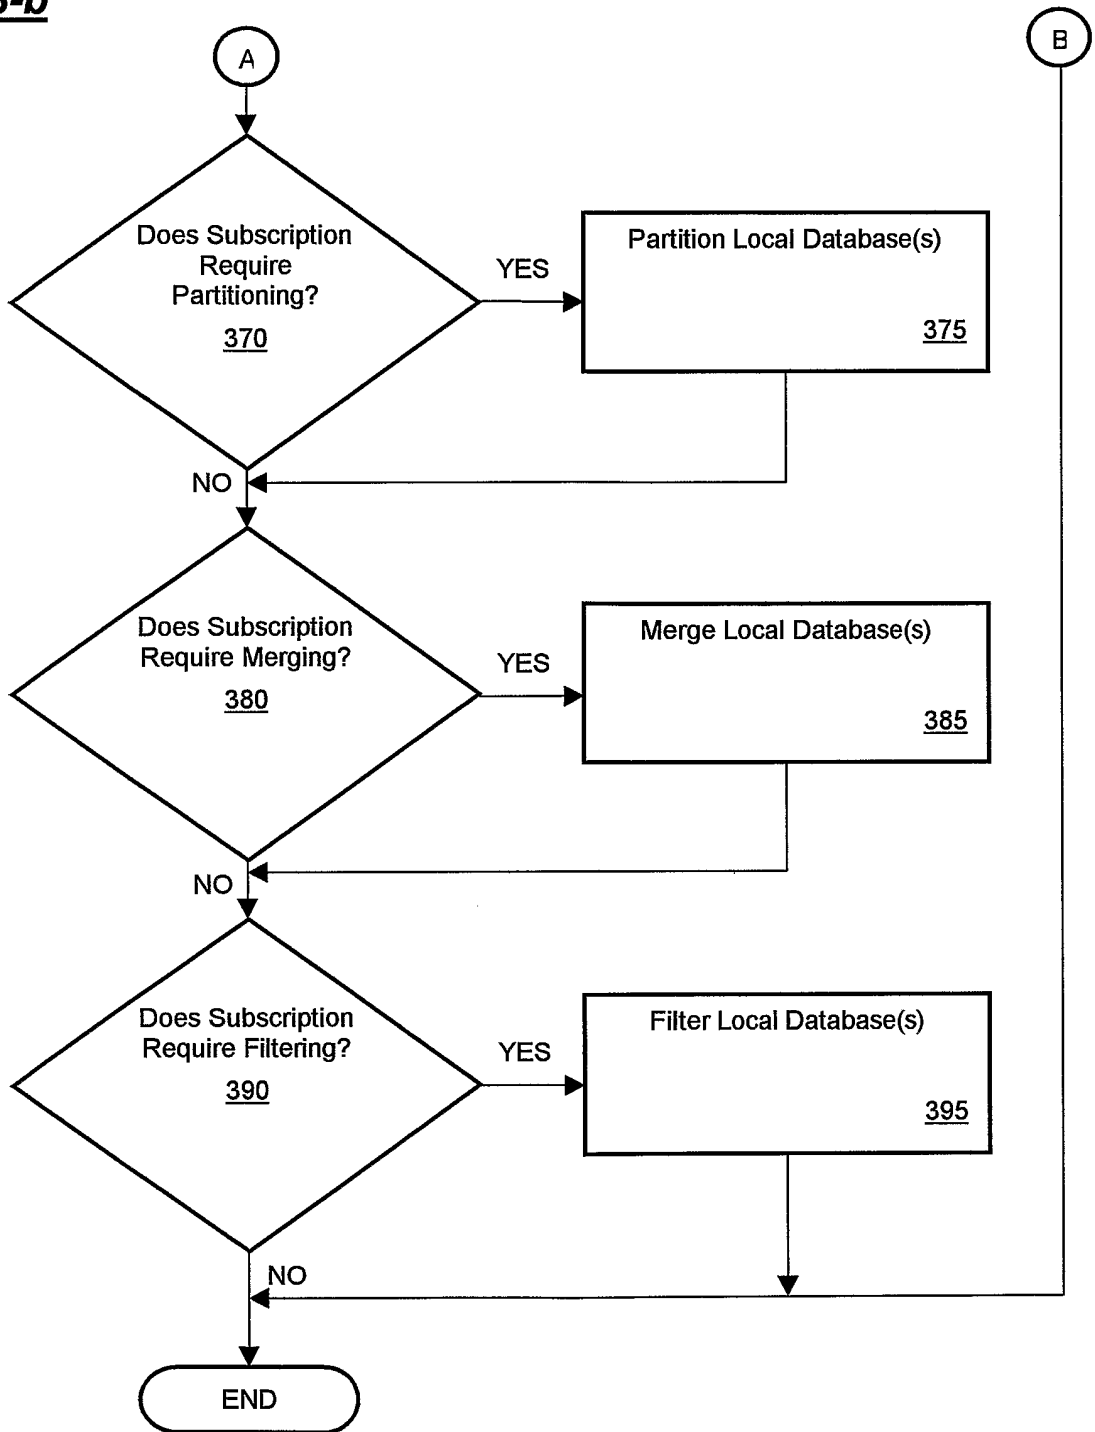 A
B
Does Subscription
Require
Partitioning?
370
YES
Partition Local Database(s)
375
NO
Does Subscription
Require Merging?
380
YES
Merge Local Database(s)
385
NO
Does Subscription
Require Filtering?
390
YES
Filter Local Database(s)
395
NO
END